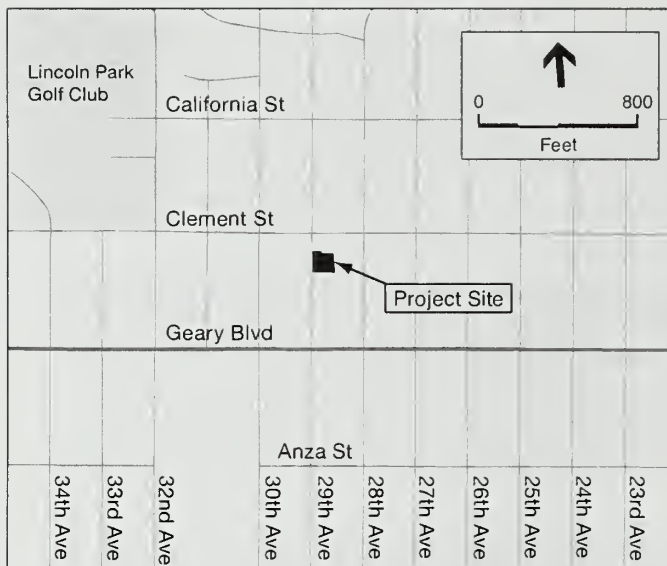 Lincoln Park
Golf Club
California St
0 800
Feet
Clement St
Project Site
Geary Blvd
Anza St
34th Ave
33rd Ave
32nd Ave
30th Ave
29th Ave
28th Ave
27th Ave
26th Ave
25th Ave
24th Ave
23rd Ave